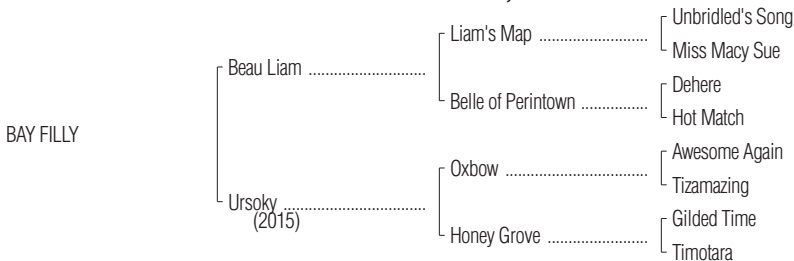 Unbridled's Song
Liam's Map ........................
Miss Macy Sue
Beau Liam ..........................
Dehere
Belle of Perintown ...............
Hot Match
BAY FILLY
Awesome Again
Oxbow ................................
Tizamazing
Ursoky ................................
(2015)
Gilded Time
Honey Grove .......................
Timotara